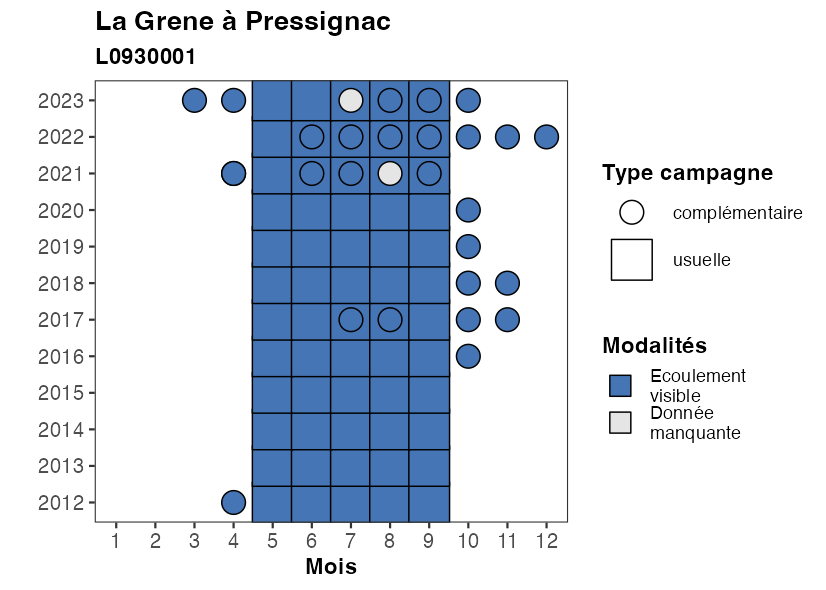 La Grene à Pressignac
L0930001
2023
2022
2021
2020
2019
2018
2017
2016
2015
2014
2013
2012
1 2 3 4 5 6 7 8 9 10 11 12
Mois
Type campagne
complémentaire
usuelle
Modalités
Ecoulement
visible
Donnée
manquante